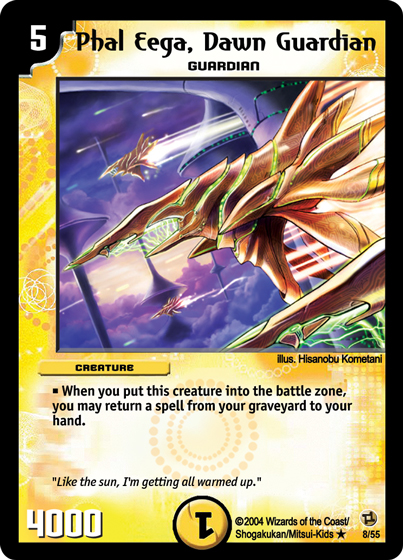 5 Phal Eega, Dawn Guardian
GUARDIAN
illus. Hisanobu Kometani
CREATURE
▪ When you put this creature into the battle zone,
you may return a spell from your graveyard to your
hand.
"Like the sun, I'm getting all warmed up."
4000
©2004 Wizards of the Coast/
Shogakukan/Mitsui-Kids ★ 8/55